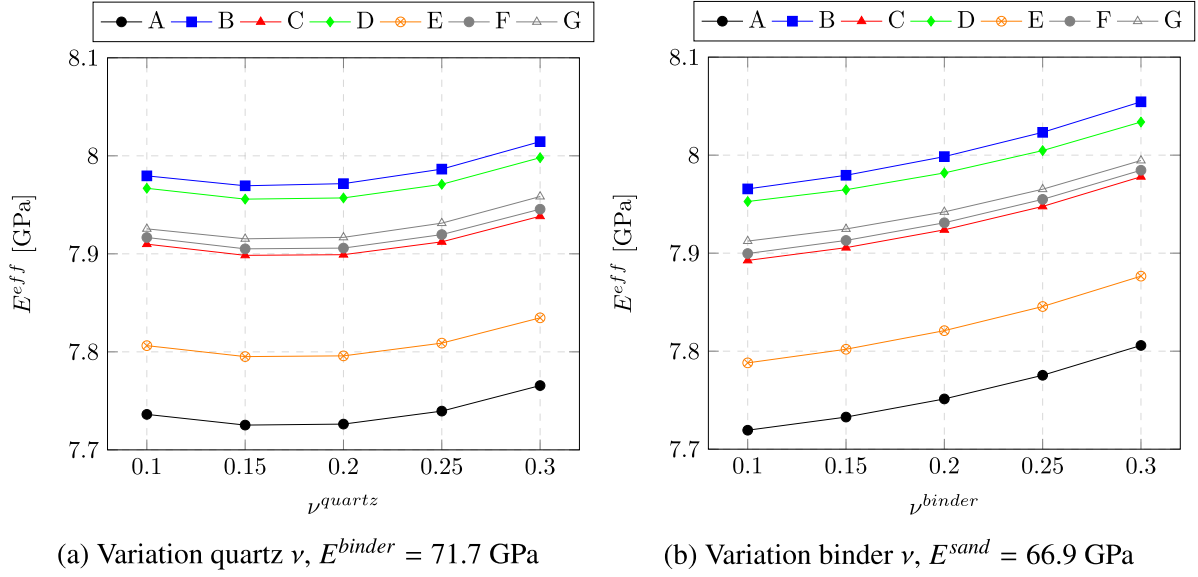 A B C D E F G
8.1
8
7.9
7.8
7.7
E^{eff} [GPa]
0.1 0.15 0.2 0.25 0.3
ν^{quartz}
(a) Variation quartz ν, E^{binder} = 71.7 GPa
A B C D E F G
8.1
8
7.9
7.8
7.7
E^{eff} [GPa]
0.1 0.15 0.2 0.25 0.3
ν^{binder}
(b) Variation binder ν, E^{sand} = 66.9 GPa